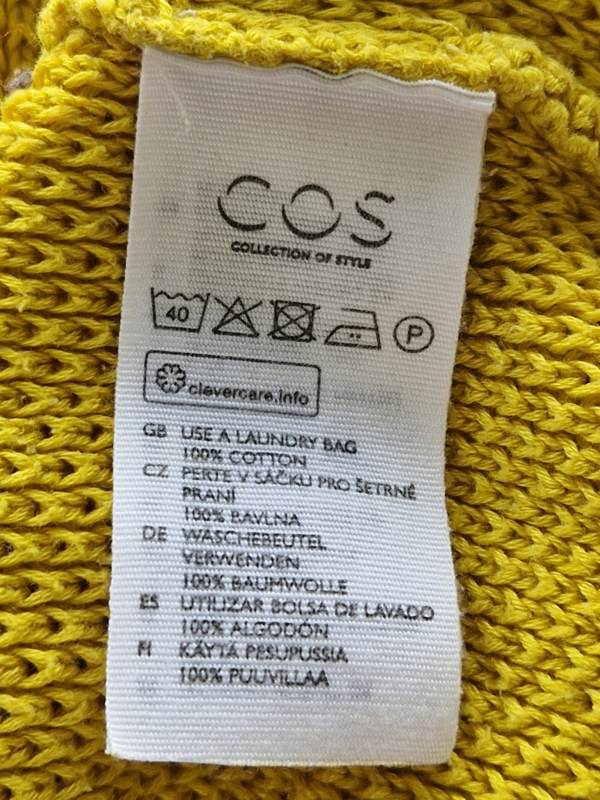 COS
COLLECTION OF STYLE
40
P
clevercare.info
GB USE A LAUNDRY BAG
100% COTTON
CZ PERTE V SÁČKU PRO ŠETRNÉ
PRANÍ
100% BAVLNA
DE WÄSCHEBEUTEL
VERWENDEN
100% BAUMWOLLE
ES UTILIZAR BOLSA DE LAVADO
100% ALGODÓN
FI KÄYTÄ PESUPUSSIA
100% PUUVILLAA